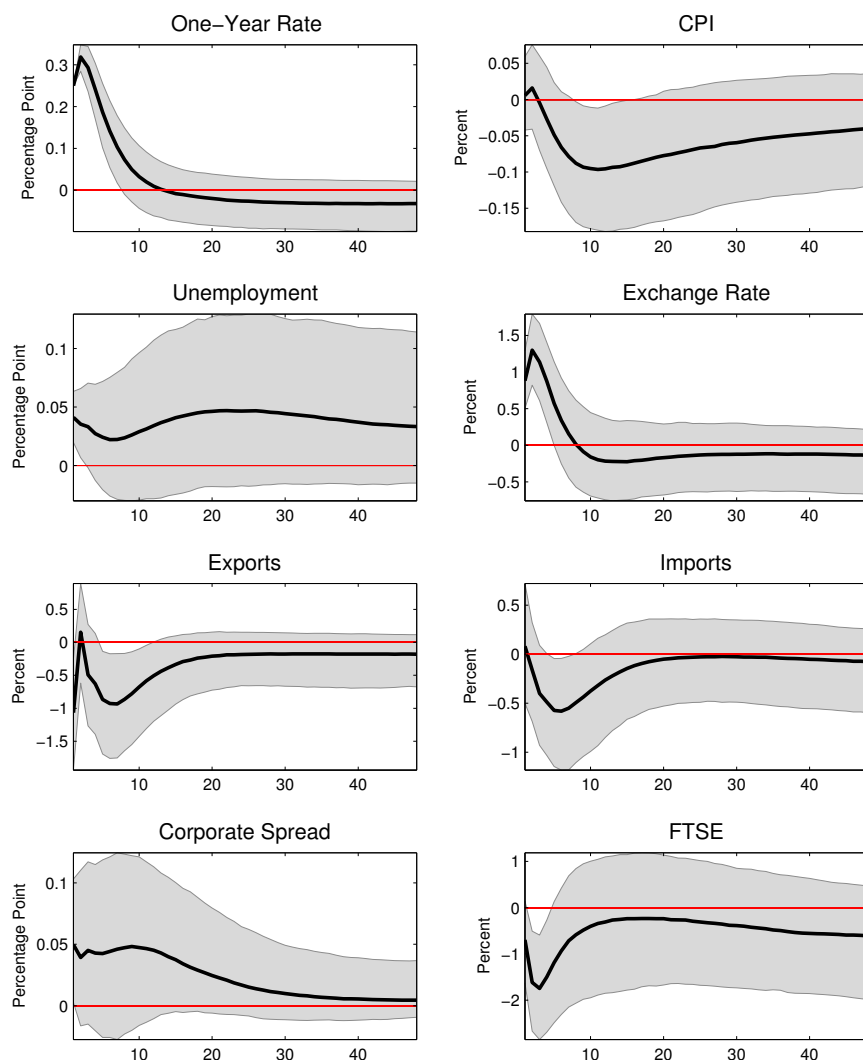 One−Year Rate
Percentage Point
0.3
0.2
0.1
0
10 20 30 40
CPI
Percent
0.05
0
−0.05
−0.1
−0.15
10 20 30 40
Unemployment
Percentage Point
0.1
0.05
0
10 20 30 40
Exchange Rate
Percent
1.5
1
0.5
0
−0.5
10 20 30 40
Exports
Percent
0.5
0
−0.5
−1
−1.5
10 20 30 40
Imports
Percent
0.5
0
−0.5
−1
10 20 30 40
Corporate Spread
Percentage Point
0.1
0.05
0
10 20 30 40
FTSE
Percent
1
0
−1
−2
10 20 30 40